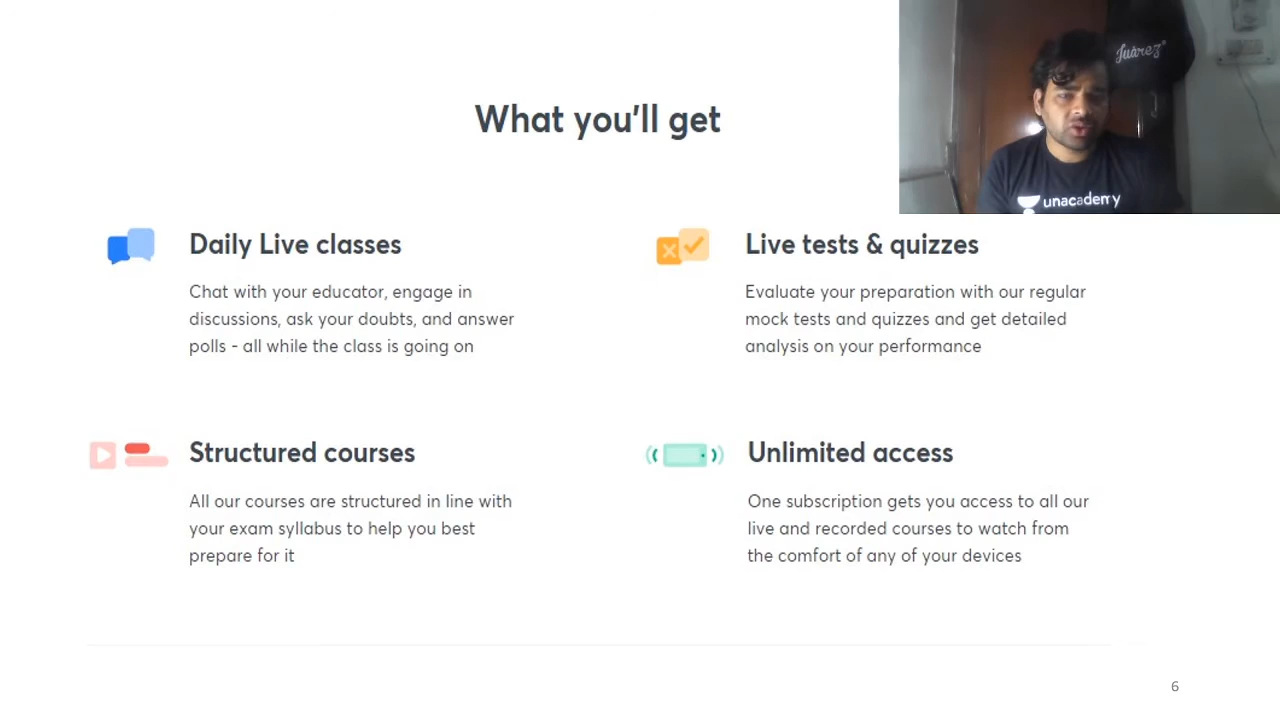 Juarez
What you'll get
unacademy
Daily Live classes
Chat with your educator, engage in
discussions, ask your doubts, and answer
polls - all while the class is going on
Live tests & quizzes
Evaluate your preparation with our regular
mock tests and quizzes and get detailed
analysis on your performance
Structured courses
All our courses are structured in line with
your exam syllabus to help you best
prepare for it
Unlimited access
One subscription gets you access to all our
live and recorded courses to watch from
the comfort of any of your devices
6